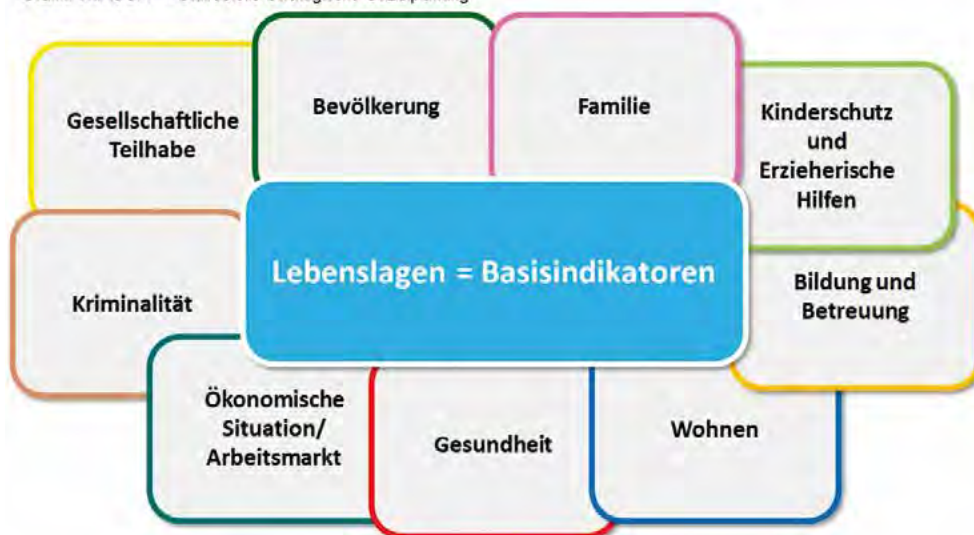 Bevölkerung
Familie
Gesellschaftliche
Teilhabe
Kinderschutz
und
Erzieherische
Hilfen
Lebenslagen = Basisindikatoren
Kriminalität
Bildung und
Betreuung
Ökonomische
Situation/
Arbeitsmarkt
Gesundheit
Wohnen